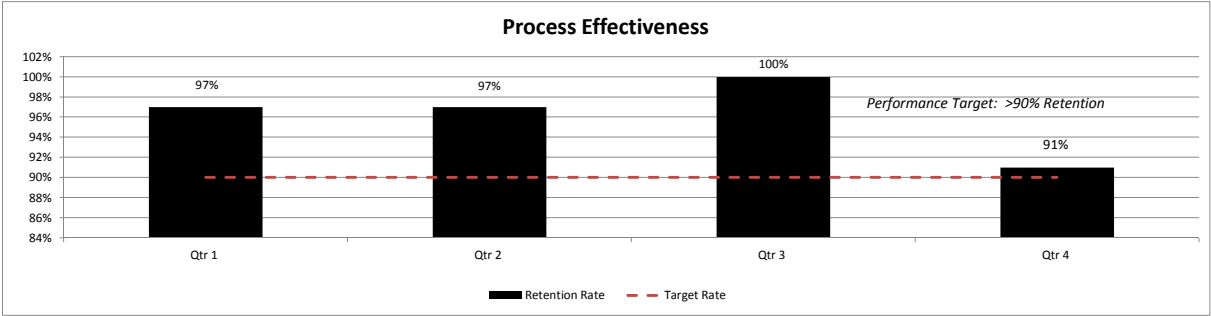 Process Effectiveness
102%
100%
98%
96%
94%
92%
90%
88%
86%
84%
97%
97%
100%
91%
Performance Target: >90% Retention
Qtr 1
Qtr 2
Qtr 3
Qtr 4
Retention Rate
Target Rate